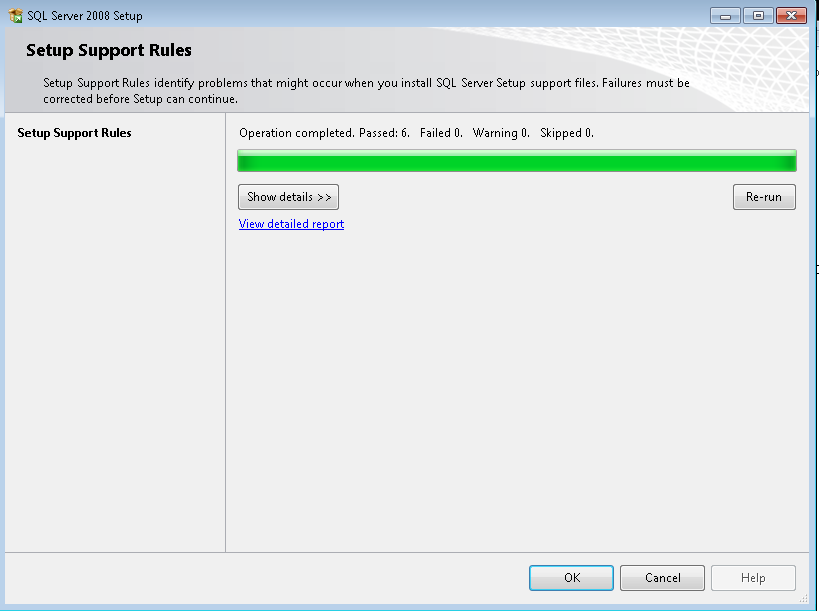 SQL Server 2008 Setup
Setup Support Rules
Setup Support Rules identify problems that might occur when you install SQL Server Setup support files. Failures must be
corrected before Setup can continue.
Setup Support Rules
Operation completed. Passed: 6.   Failed 0.   Warning 0.   Skipped 0.
Show details >>
Re-run
View detailed report
OK
Cancel
Help